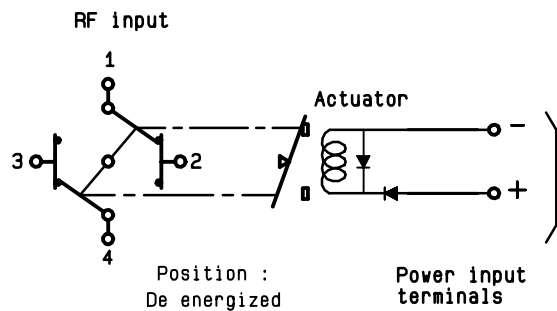 RF input
1
Actuator
-
3
2
+
4
Position :
De energized
Power input
terminals